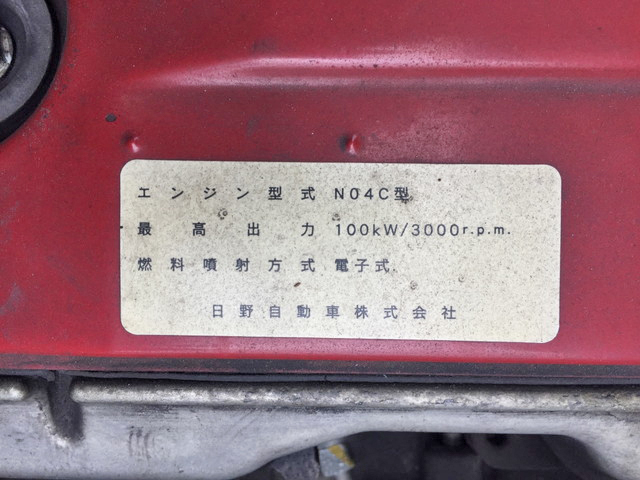 エンジン型式 N04C型
最高出力 100kW/3000r.p.m.
燃料噴射方式 電子式
日野自動車株式会社